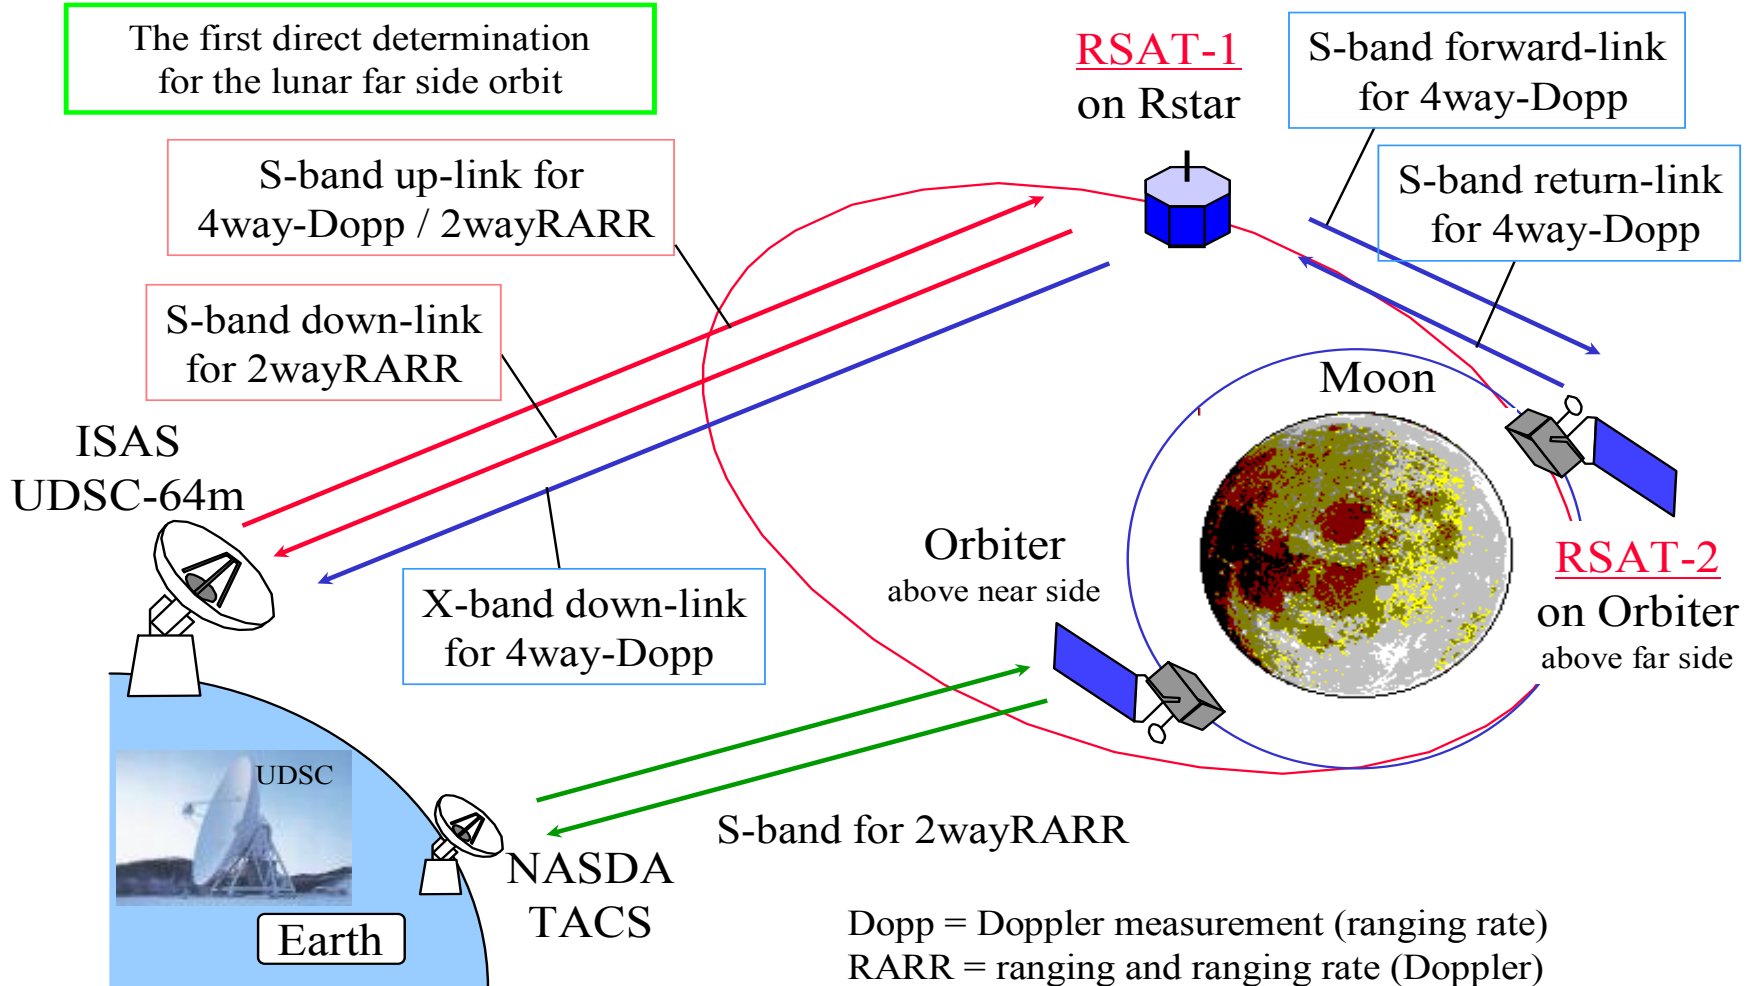 The first direct determination
for the lunar far side orbit
RSAT-1
on Rstar
S-band forward-link
for 4way-Dopp
S-band return-link
for 4way-Dopp
S-band up-link for
4way-Dopp / 2wayRARR
S-band down-link
for 2wayRARR
Moon
ISAS
UDSC-64m
X-band down-link
for 4way-Dopp
Orbiter
above near side
RSAT-2
on Orbiter
above far side
UDSC
S-band for 2wayRARR
NASDA
TACS
Earth
Dopp = Doppler measurement (ranging rate)
RARR = ranging and ranging rate (Doppler)